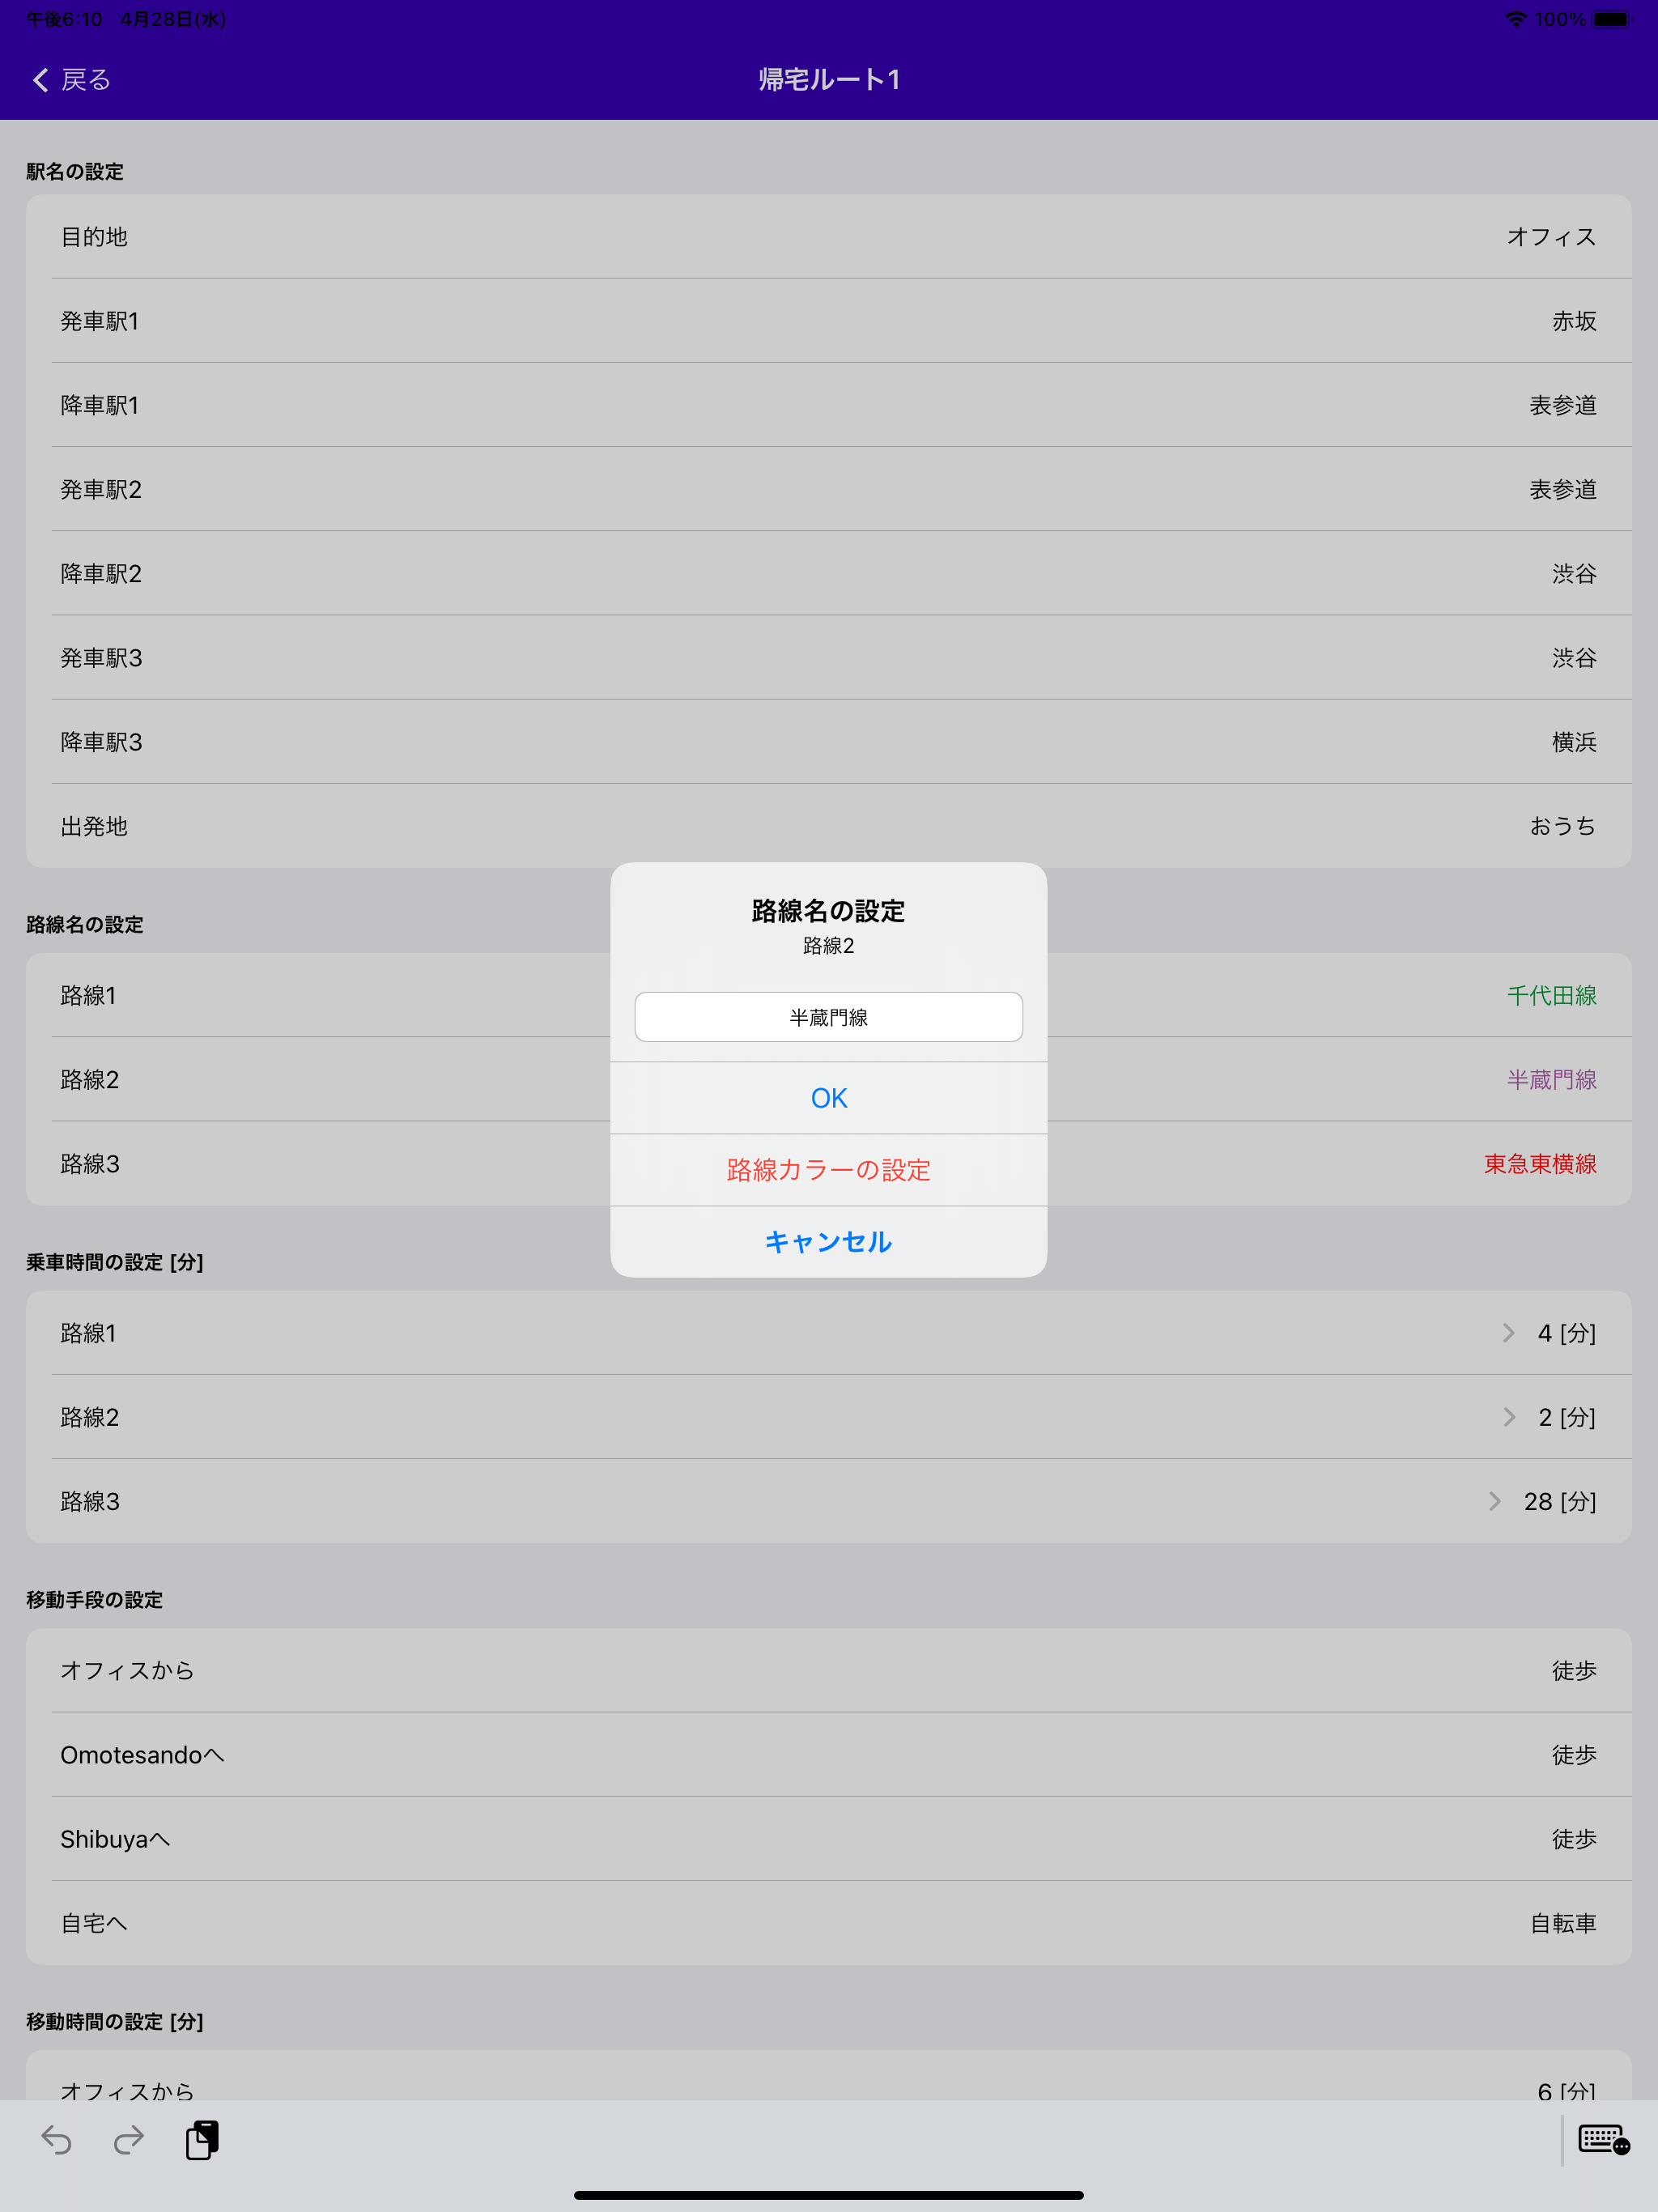 午後6:10 4月28日(水) 100%
戻る 帰宅ルート1
駅名の設定
目的地 オフィス
発車駅1 赤坂
降車駅1 表参道
発車駅2 表参道
降車駅2 渋谷
発車駅3 渋谷
降車駅3 横浜
出発地 おうち
路線名の設定
路線1 千代田線
路線2 半蔵門線
路線3 東急東横線
路線名の設定
路線2
半蔵門線
OK
路線カラーの設定
キャンセル
乗車時間の設定 [分]
路線1 4 [分]
路線2 2 [分]
路線3 28 [分]
移動手段の設定
オフィスから 徒歩
Omotesandoへ 徒歩
Shibuyaへ 徒歩
自宅へ 自転車
移動時間の設定 [分]
オフィスから 6 [分]